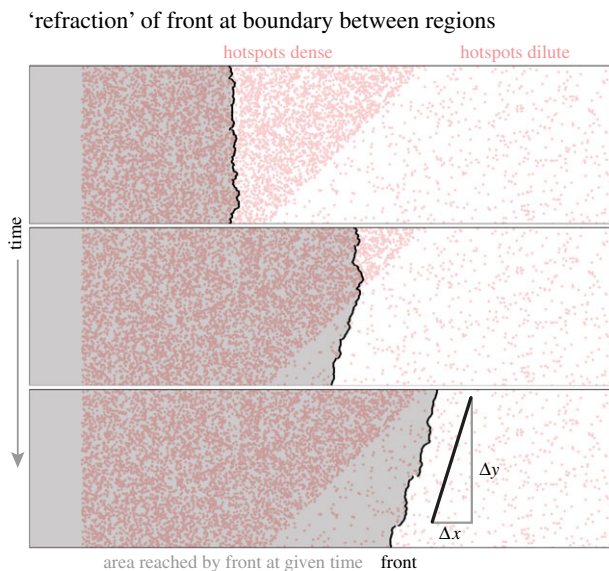 ‘refraction’ of front at boundary between regions
hotspots dense hotspots dilute
time
Δy
Δx
area reached by front at given time front